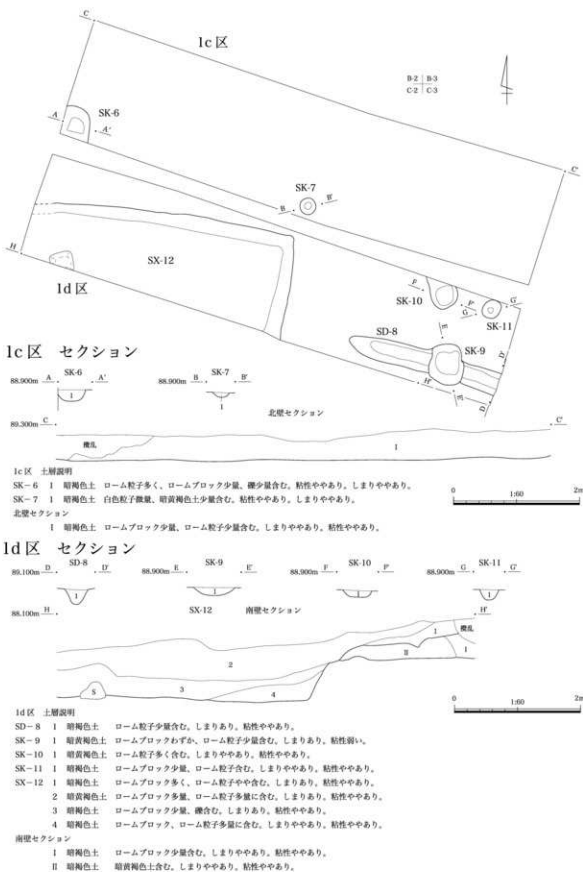 C
1c 区
B-2 B-3
C-2 C-3
A SK-6
A'
C'
SK-7
B B'
H SX-12
1d 区
F
SK-10 F' G
G SK-11
SD-8 E
SK-9 D'
H' E' D
1c 区 セクション
A SK-6 A' B SK-7 B'
88.900m 88.900m
I I
北壁セクション
89.300m C C'
攪乱 I
1c 区 土層説明
SK-6 I 暗褐色土 ローム粒子多く、ロームブロック少量、礫少量含む。粘性ややあり。しまりややあり。
SK-7 I 暗褐色土 白色粒子微量、暗黄褐色土少量含む。粘性ややあり。しまりややあり。
北壁セクション
I 暗褐色土 ロームブロック少量、ローム粒子少量含む。しまりややあり。粘性ややあり。
0 1:60 2m
1d 区 セクション
89.100m D SD-8 D' 88.900m E SK-9 E' 88.900m F SK-10 F' 88.900m G SK-11 G'
I I I I
88.100m H SX-12 南壁セクション H'
1 攪乱
2 II I
S 3 4
0 1:60 2m
1d 区 土層説明
SD-8 I 暗褐色土 ローム粒子少量含む。しまりあり。粘性ややあり。
SK-9 I 暗黄褐色土 ロームブロックわずか、ローム粒子少量含む。しまりあり。粘性弱い。
SK-10 I 暗黄褐色土 ローム粒子多く含む。しまりややあり。粘性ややあり。
SK-11 I 暗褐色土 ロームブロック少量、ローム粒子含む。しまりややあり。粘性ややあり。
SX-12 1 暗褐色土 ロームブロック多く、ローム粒子やや含む。しまりあり。粘性ややあり。
2 暗黄褐色土 ロームブロック多量、ローム粒子多量に含む。しまりあり。粘性ややあり。
3 暗褐色土 ロームブロック少量、礫含む。しまりあり。粘性ややあり。
4 暗褐色土 ロームブロック、ローム粒子多量に含む。しまりややあり。粘性ややあり。
南壁セクション
I 暗褐色土 ロームブロック少量含む。しまりややあり。粘性ややあり。
II 暗褐色土 暗黄褐色土含む。しまりややあり。粘性ややあり。